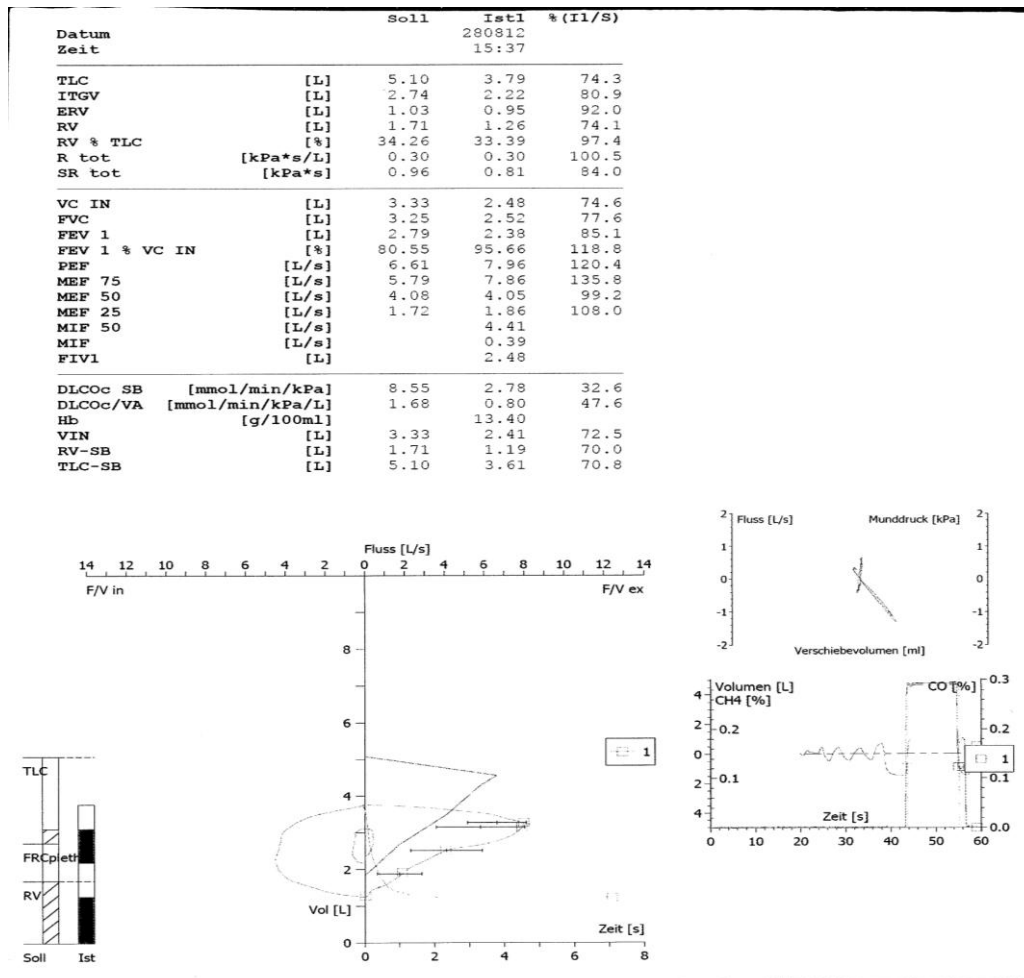 Soll Ist1 %(I1/S)
Datum 280812
Zeit 15:37
TLC [L] 5.10 3.79 74.3
ITGV [L] 2.74 2.22 80.9
ERV [L] 1.03 0.95 92.0
RV [L] 1.71 1.26 74.1
RV % TLC [%] 34.26 33.39 97.4
R tot [kPa*s/L] 0.30 0.30 100.5
SR tot [kPa*s] 0.96 0.81 84.0
VC IN [L] 3.33 2.48 74.6
FVC [L] 3.25 2.52 77.6
FEV 1 [L] 2.79 2.38 85.1
FEV 1 % VC IN [%] 80.55 95.66 118.8
PEF [L/s] 6.61 7.96 120.4
MEF 75 [L/s] 5.79 7.86 135.8
MEF 50 [L/s] 4.08 4.05 99.2
MEF 25 [L/s] 1.72 1.86 108.0
MIF 50 [L/s] 4.41
MIF [L/s] 0.39
FIV1 [L] 2.48
DLCOc SB [mmol/min/kPa] 8.55 2.78 32.6
DLCOc/VA [mmol/min/kPa/L] 1.68 0.80 47.6
Hb [g/100ml] 13.40
VIN [L] 3.33 2.41 72.5
RV-SB [L] 1.71 1.19 70.0
TLC-SB [L] 5.10 3.61 70.8
Fluss [L/s]
14 12 10 8 6 4 2 0 2 4 6 8 10 12 14
F/V in F/V ex
8
6
4
2
0
Vol [L]
Zeit [s]
0 2 4 6 8
1
TLC
FRCpleth
RV
Soll Ist
2 Fluss [L/s] Munddruck [kPa] 2
1 1
0 0
-1 -1
-2 -2
Verschiebevolumen [ml]
Volumen [L] CO [%] 0.3
4 CH4 [%]
2 0.2 0.2
0 1
2 0.1 0.1
4 Zeit [s] 0.0
0 10 20 30 40 50 60